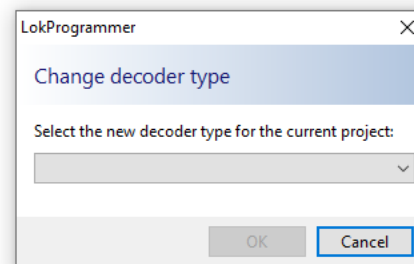 LokProgrammer
Change decoder type
Select the new decoder type for the current project:
OK
Cancel